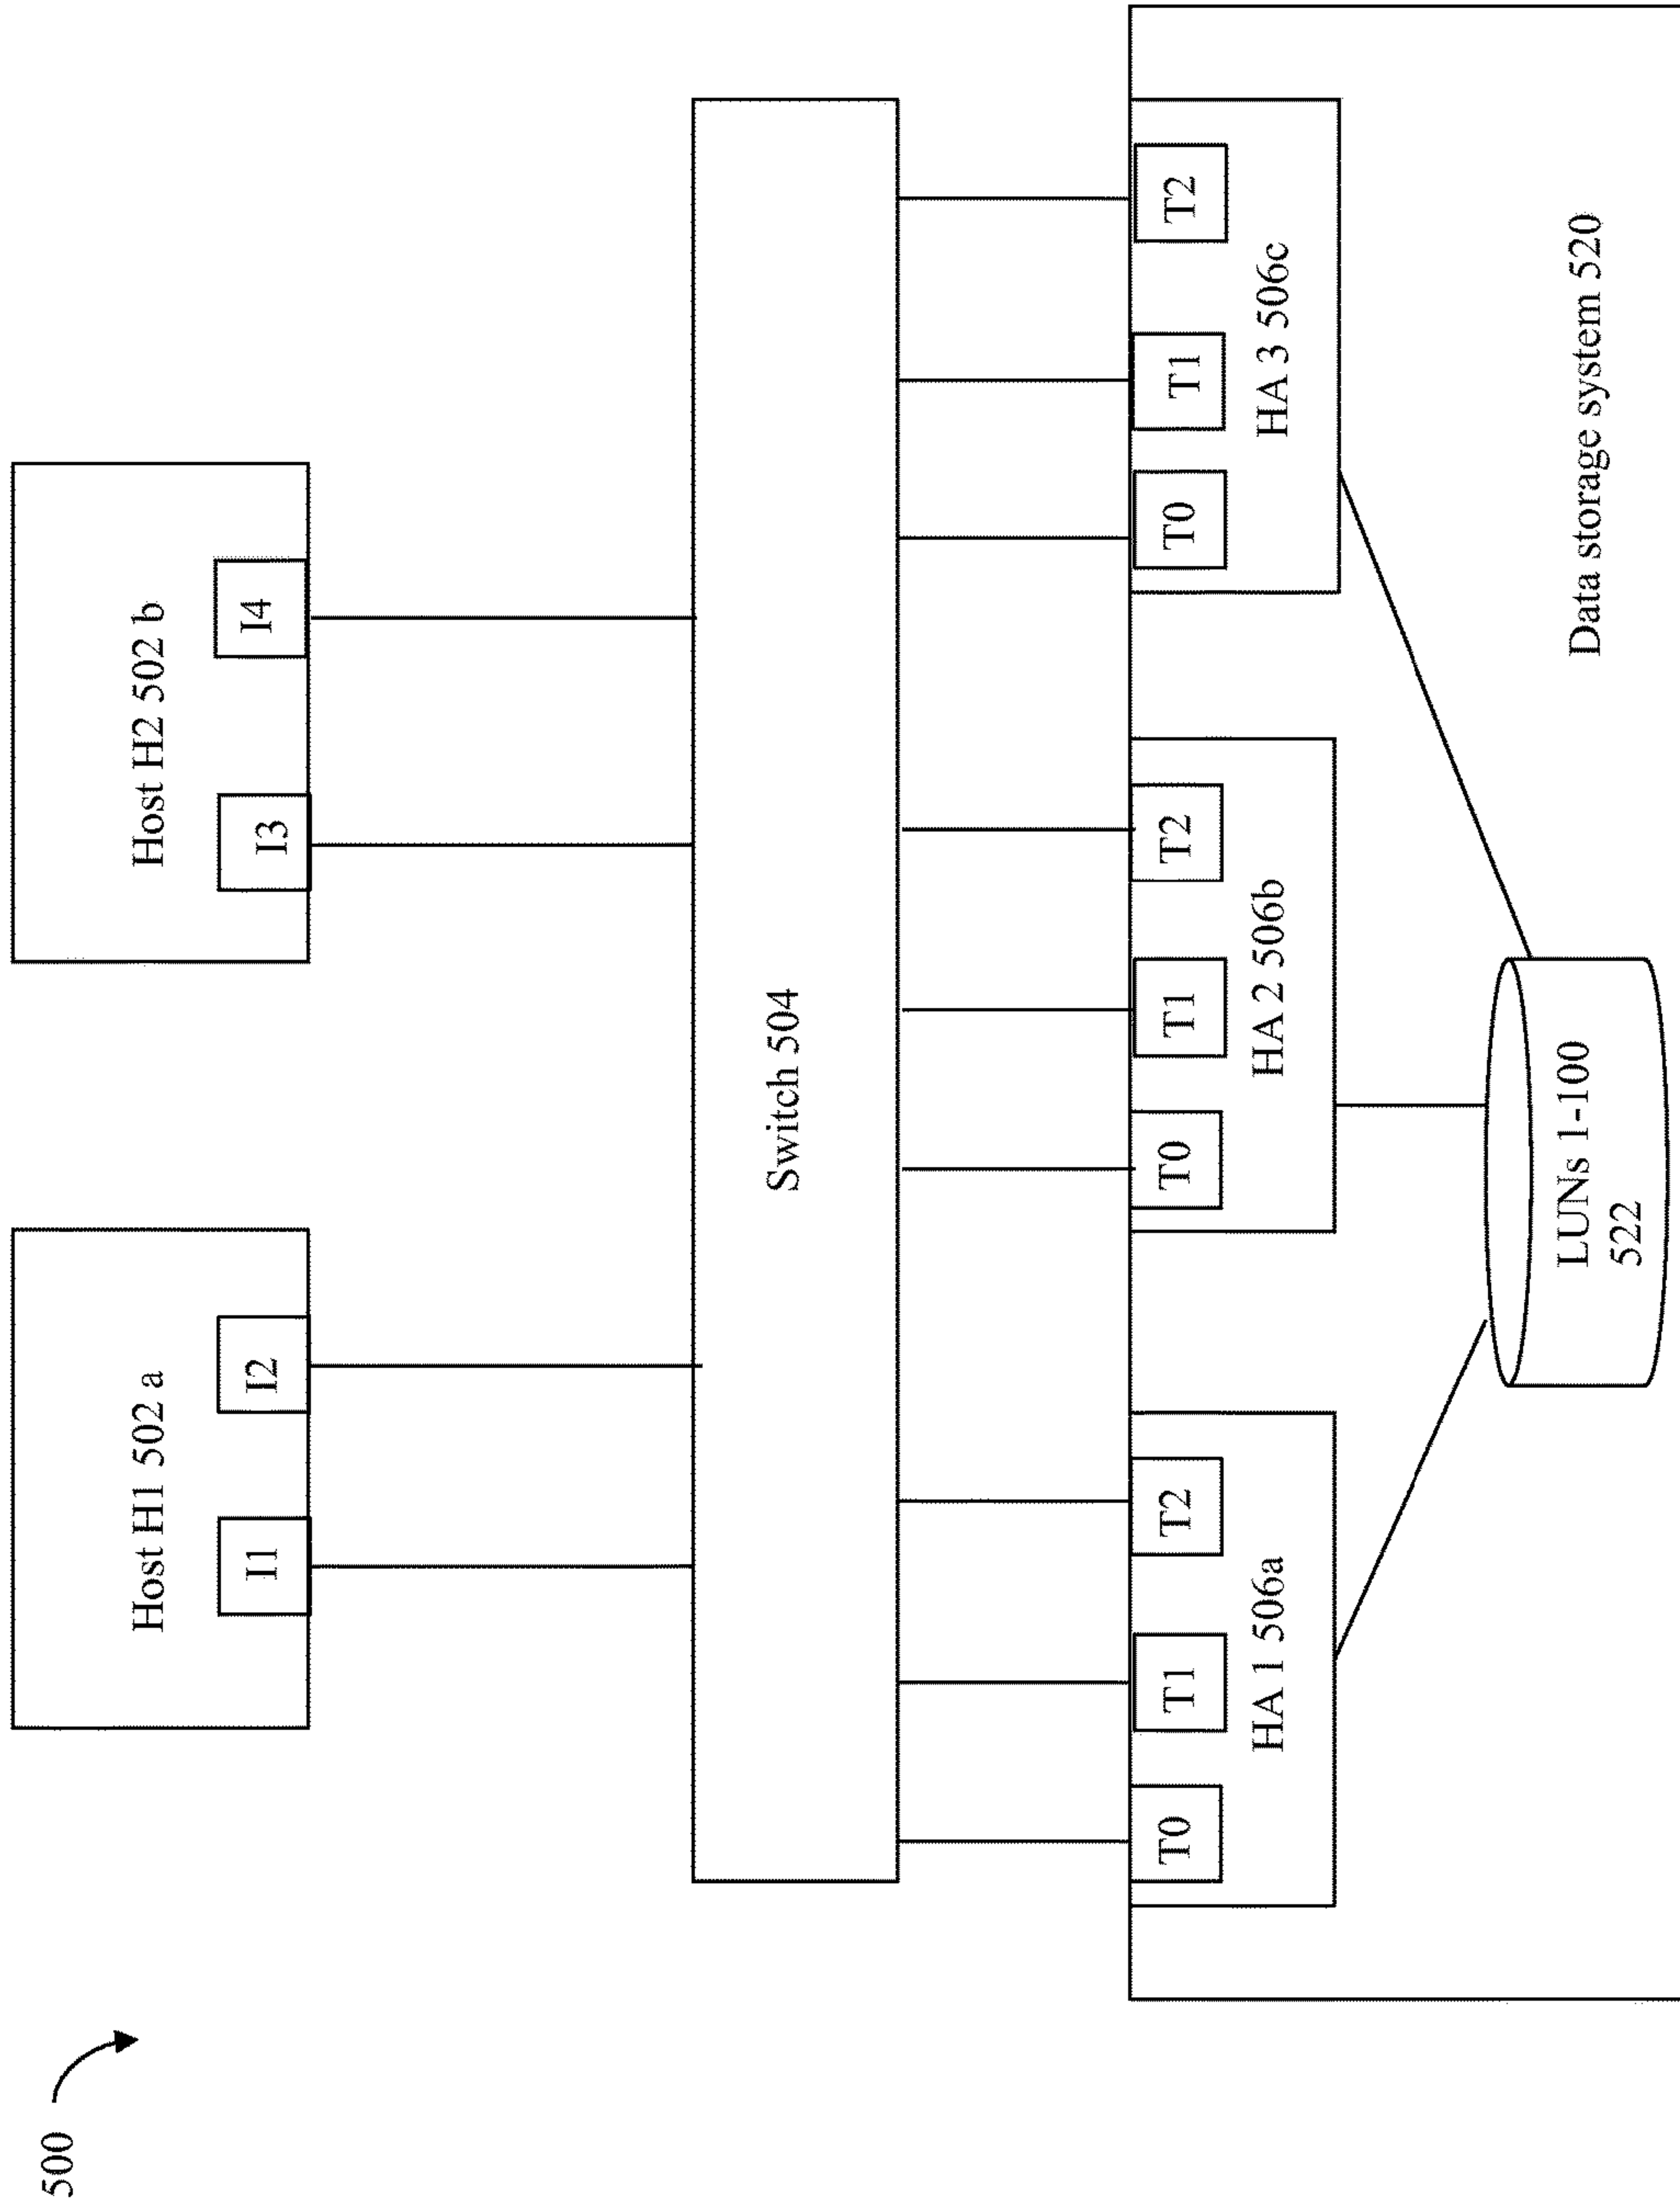 500
Host H1 502 a
I1
I2
Host H2 502 b
I3
I4
Switch 504
T0
T1
T2
HA 1 506a
T0
T1
T2
HA 2 506b
T0
T1
T2
HA 3 506c
LUNs 1-100
522
Data storage system 520